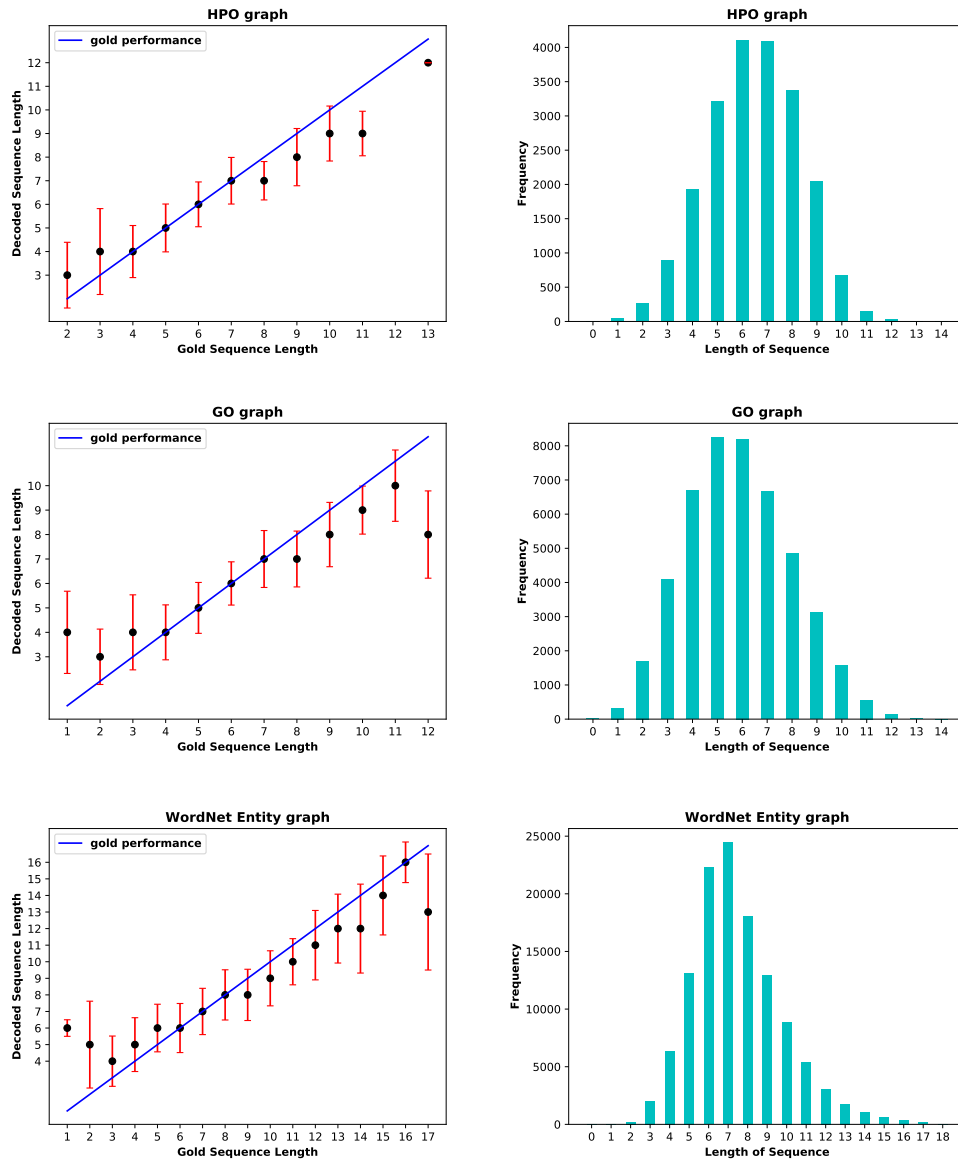 HPO graph
gold performance
Decoded Sequence Length
12
11
10
9
8
7
6
5
4
3
2 3 4 5 6 7 8 9 10 11 12 13
Gold Sequence Length
HPO graph
Frequency
4000
3500
3000
2500
2000
1500
1000
500
0
0 1 2 3 4 5 6 7 8 9 10 11 12 13 14
Length of Sequence
GO graph
gold performance
Decoded Sequence Length
10
9
8
7
6
5
4
3
1 2 3 4 5 6 7 8 9 10 11 12
Gold Sequence Length
GO graph
Frequency
8000
7000
6000
5000
4000
3000
2000
1000
0
0 1 2 3 4 5 6 7 8 9 10 11 12 13 14
Length of Sequence
WordNet Entity graph
gold performance
Decoded Sequence Length
16
14
13
12
11
10
9
8
7
6
5
4
1 2 3 4 5 6 7 8 9 10 11 12 13 14 15 16 17
Gold Sequence Length
WordNet Entity graph
Frequency
25000
20000
15000
10000
5000
0
0 1 2 3 4 5 6 7 8 9 10 11 12 13 14 15 16 17 18
Length of Sequence